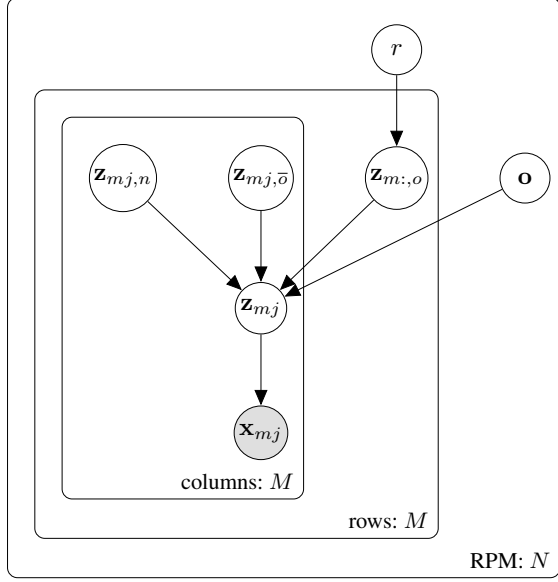 r
z_{mj,n} z_{mj,\overline{o}} z_{m:,o} o
z_{mj}
x_{mj}
columns: M
rows: M
RPM: N